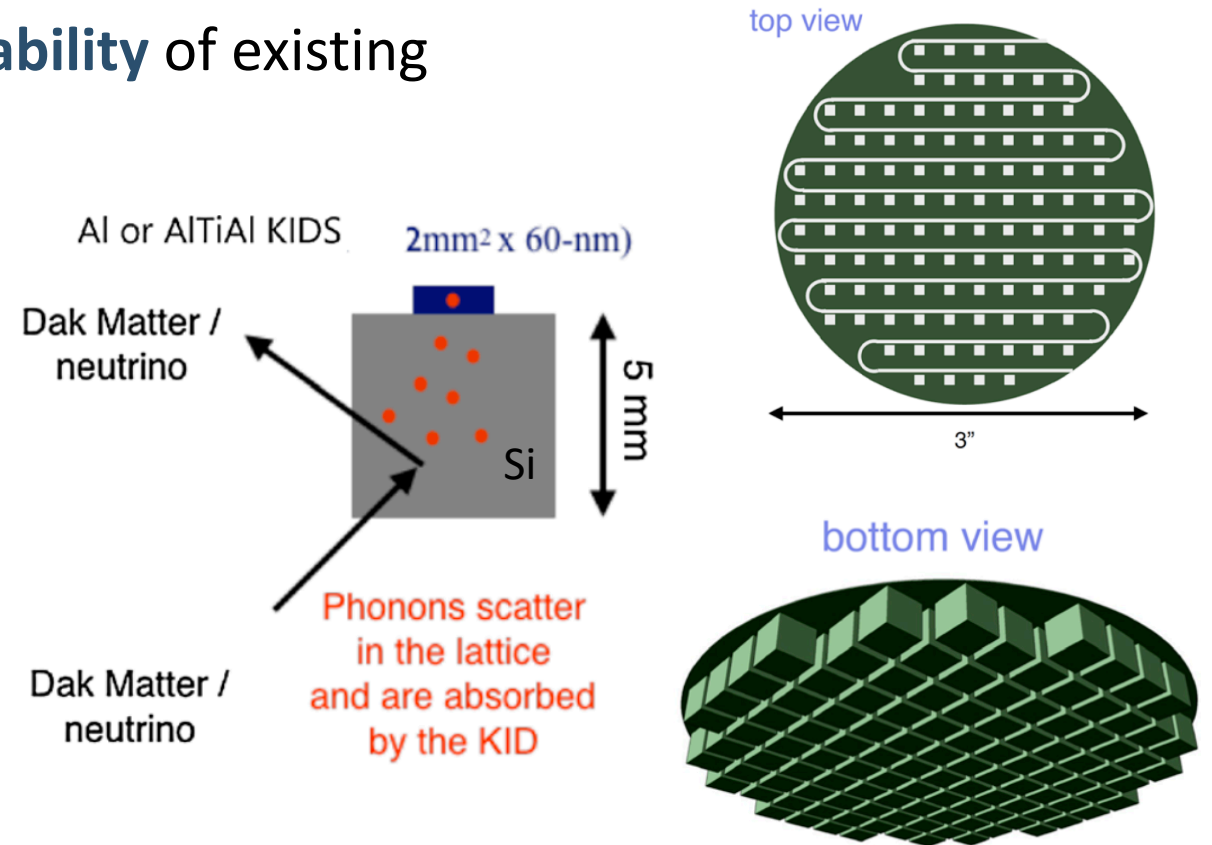 ability of existing
top view
Al or AlTiAl KIDS
2mm² x 60-nm)
Dak Matter /
neutrino
5 mm
Si
3”
Phonons scatter
in the lattice
and are absorbed
by the KID
Dak Matter /
neutrino
bottom view